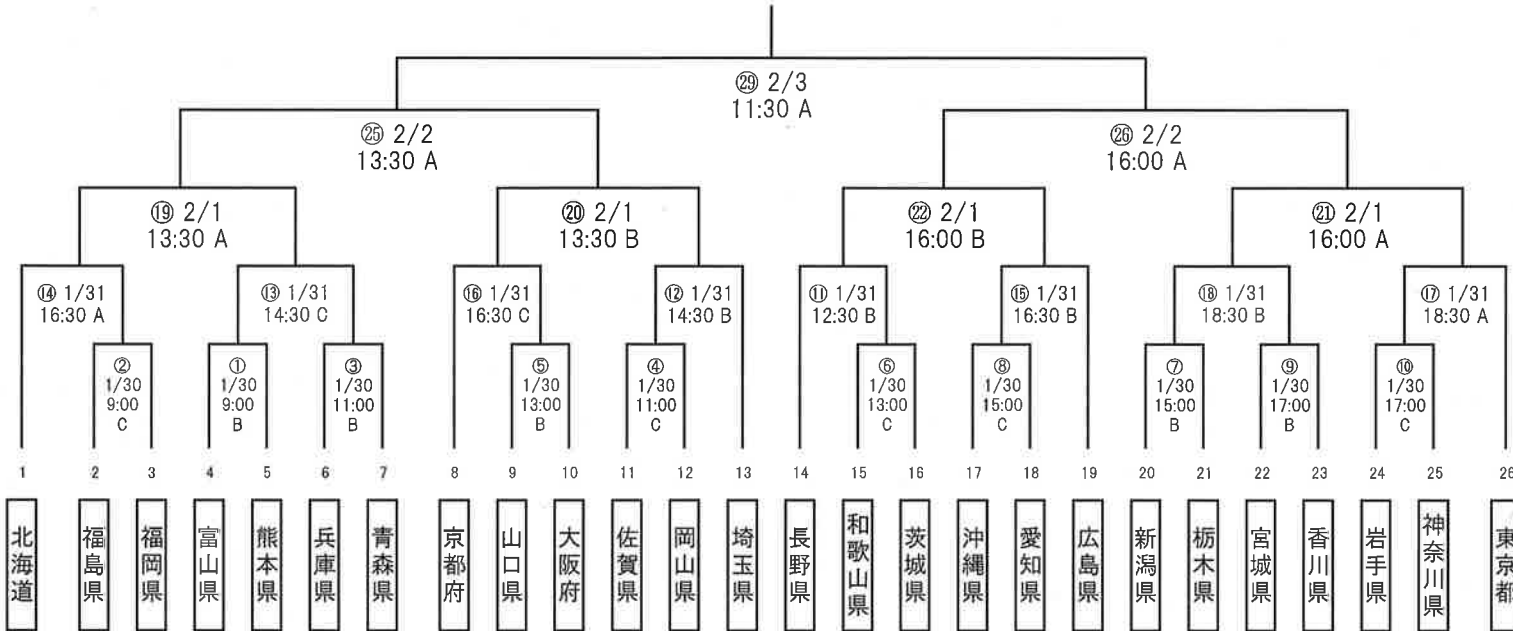 ㉙ 2/3
11:30 A
㉕ 2/2
13:30 A
㉖ 2/2
16:00 A
⑲ 2/1
13:30 A
⑳ 2/1
13:30 B
㉒ 2/1
16:00 B
㉑ 2/1
16:00 A
⑭ 1/31
16:30 A
⑬ 1/31
14:30 C
⑯ 1/31
16:30 C
⑫ 1/31
14:30 B
⑪ 1/31
12:30 B
⑮ 1/31
16:30 B
⑱ 1/31
18:30 B
⑰ 1/31
18:30 A
②
1/30
9:00
C
①
1/30
9:00
B
③
1/30
11:00
B
⑤
1/30
13:00
B
④
1/30
11:00
C
⑥
1/30
13:00
C
⑧
1/30
15:00
C
⑦
1/30
15:00
B
⑨
1/30
17:00
B
⑩
1/30
17:00
C
1 2 3 4 5 6 7 8 9 10 11 12 13 14 15 16 17 18 19 20 21 22 23 24 25 26
北海道
福島県
福岡県
富山県
熊本県
兵庫県
青森県
京都府
山口県
大阪府
佐賀県
岡山県
埼玉県
長野県
和歌山県
茨城県
沖縄県
愛知県
広島県
新潟県
栃木県
宮城県
香川県
岩手県
神奈川県
東京都